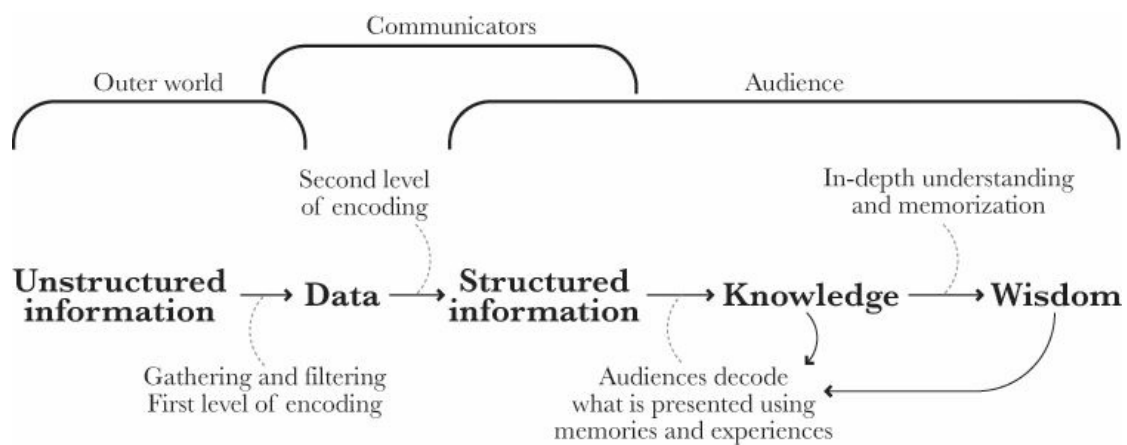 Communicators
Outer world
Audience
Second level
of encoding
In-depth understanding
and memorization
Unstructured
information
Data
Structured
information
Knowledge
Wisdom
Gathering and filtering
First level of encoding
Audiences decode
what is presented using
memories and experiences